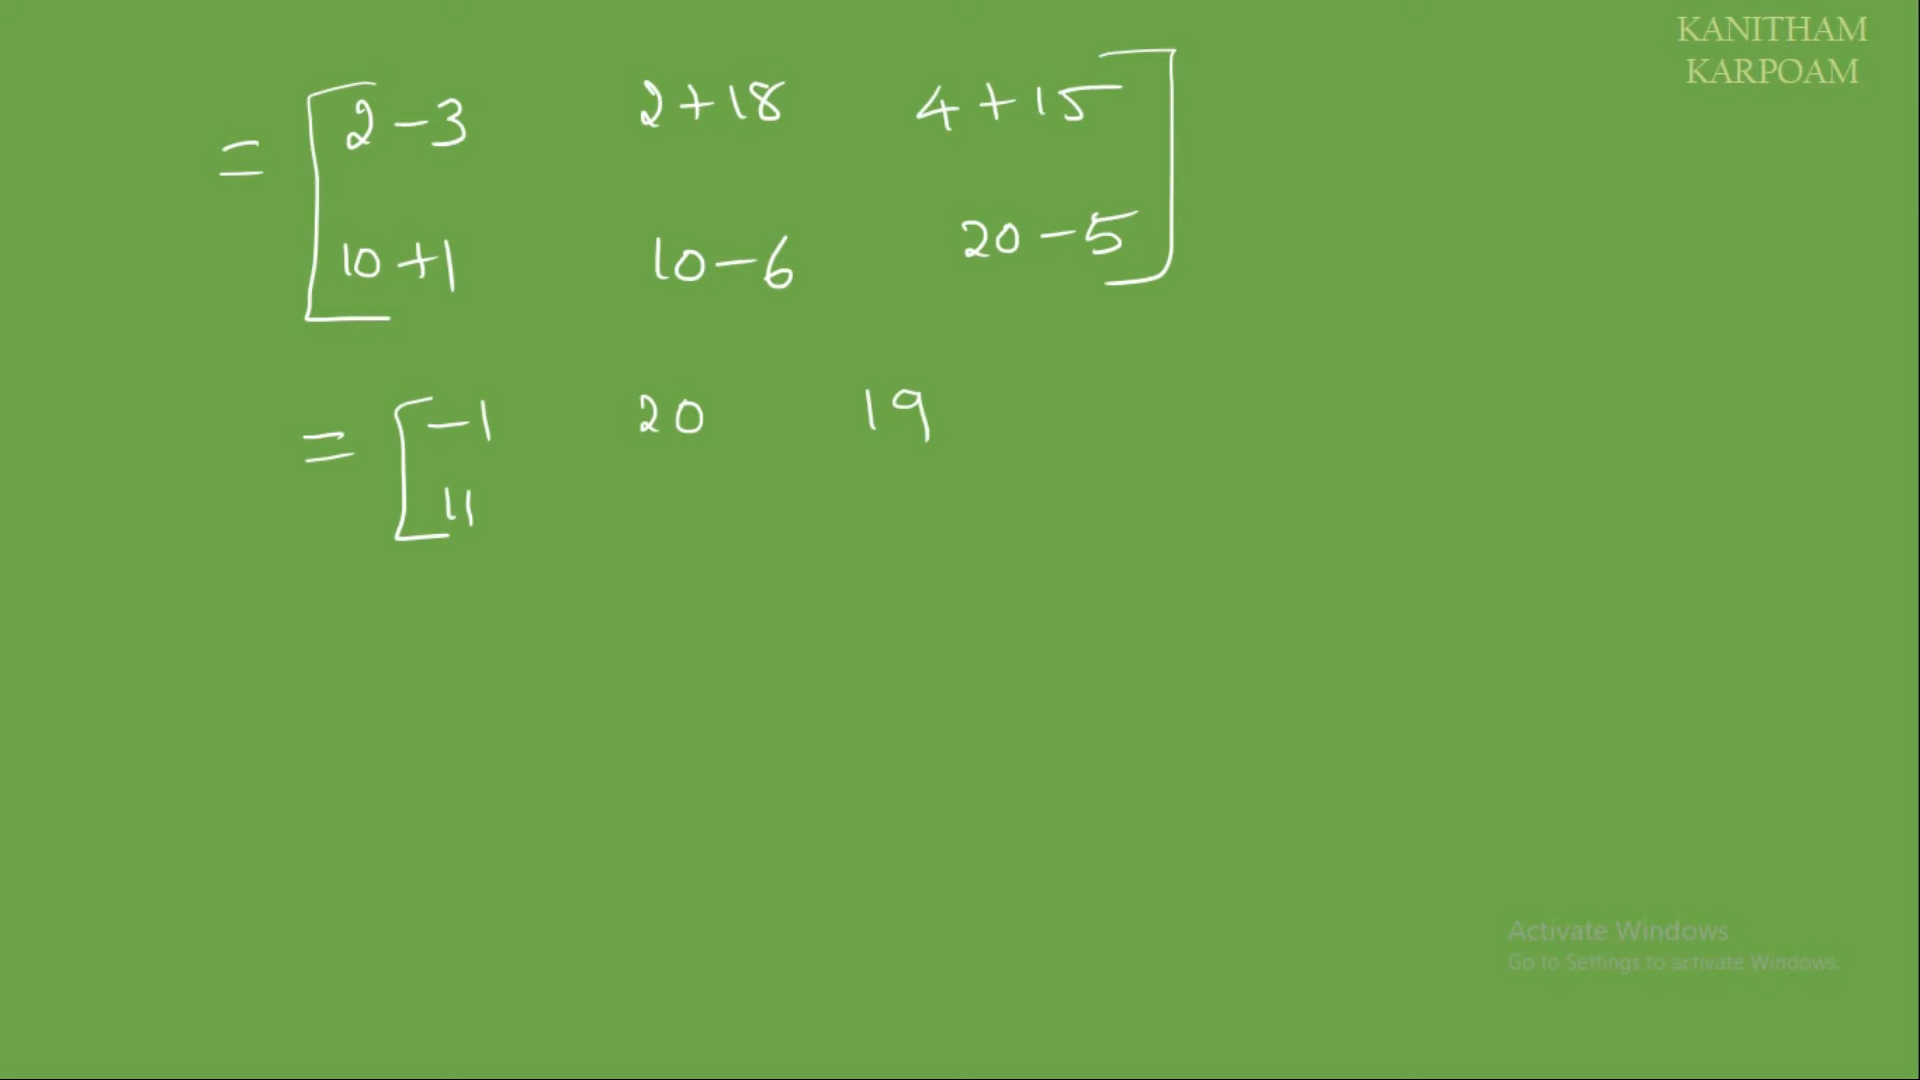 KANITHAM
KARPOAM
2-3 2+18 4+15
=
10+1 10-6 20-5
= [-1 20 19
11
Activate Windows
Go to Settings to activate Windows.